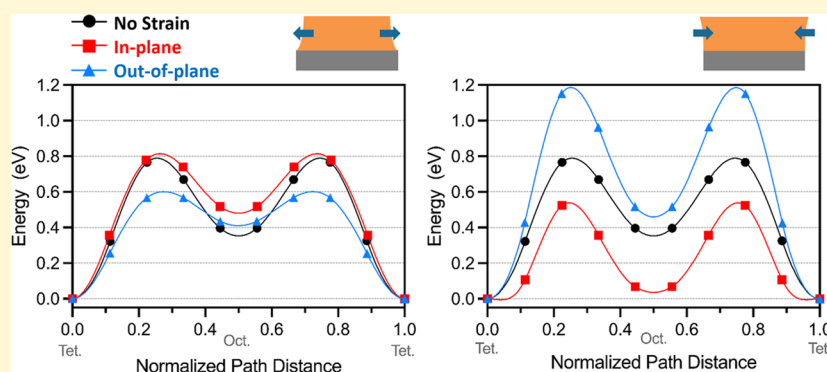 No Strain
In-plane
Out-of-plane
1.2
1.0
0.8
0.6
0.4
0.2
0.0
Energy (eV)
0.0 0.2 0.4 0.6 0.8 1.0
Tet. Oct. Tet.
Normalized Path Distance
1.2
1.0
0.8
0.6
0.4
0.2
0.0
Energy (eV)
0.0 0.2 0.4 0.6 0.8 1.0
Tet. Oct. Tet.
Normalized Path Distance